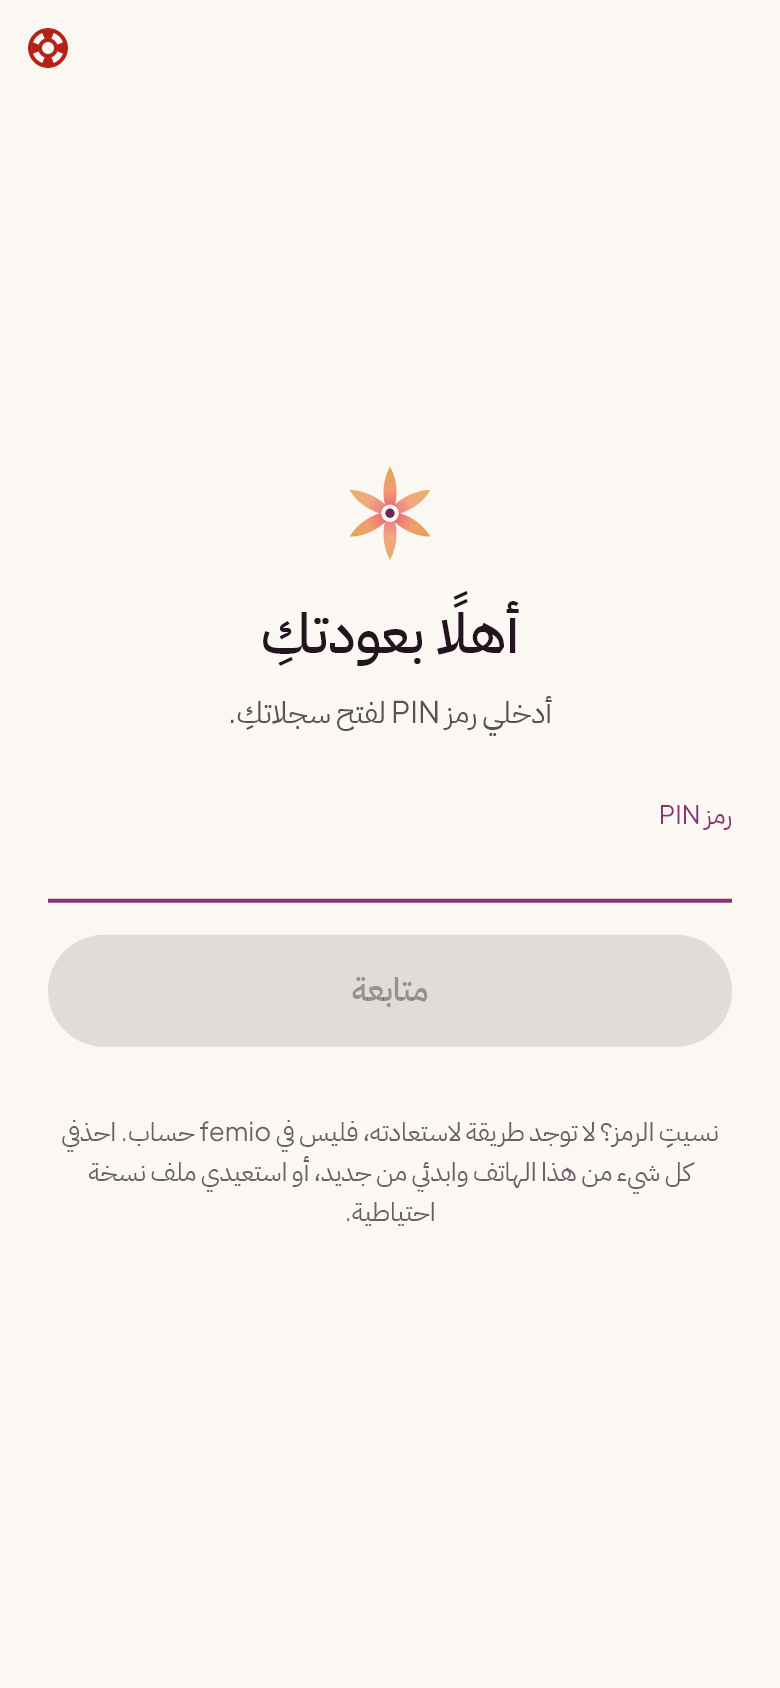 أهلًا بعودتكِ
أدخلي رمز PIN لفتح سجلاتكِ.
رمز PIN
متابعة
نسيتِ الرمز؟ لا توجد طريقة لاستعادته، فليس في femio حساب. احذفي
كل شيء من هذا الهاتف وابدئي من جديد، أو استعيدي ملف نسخة
احتياطية.